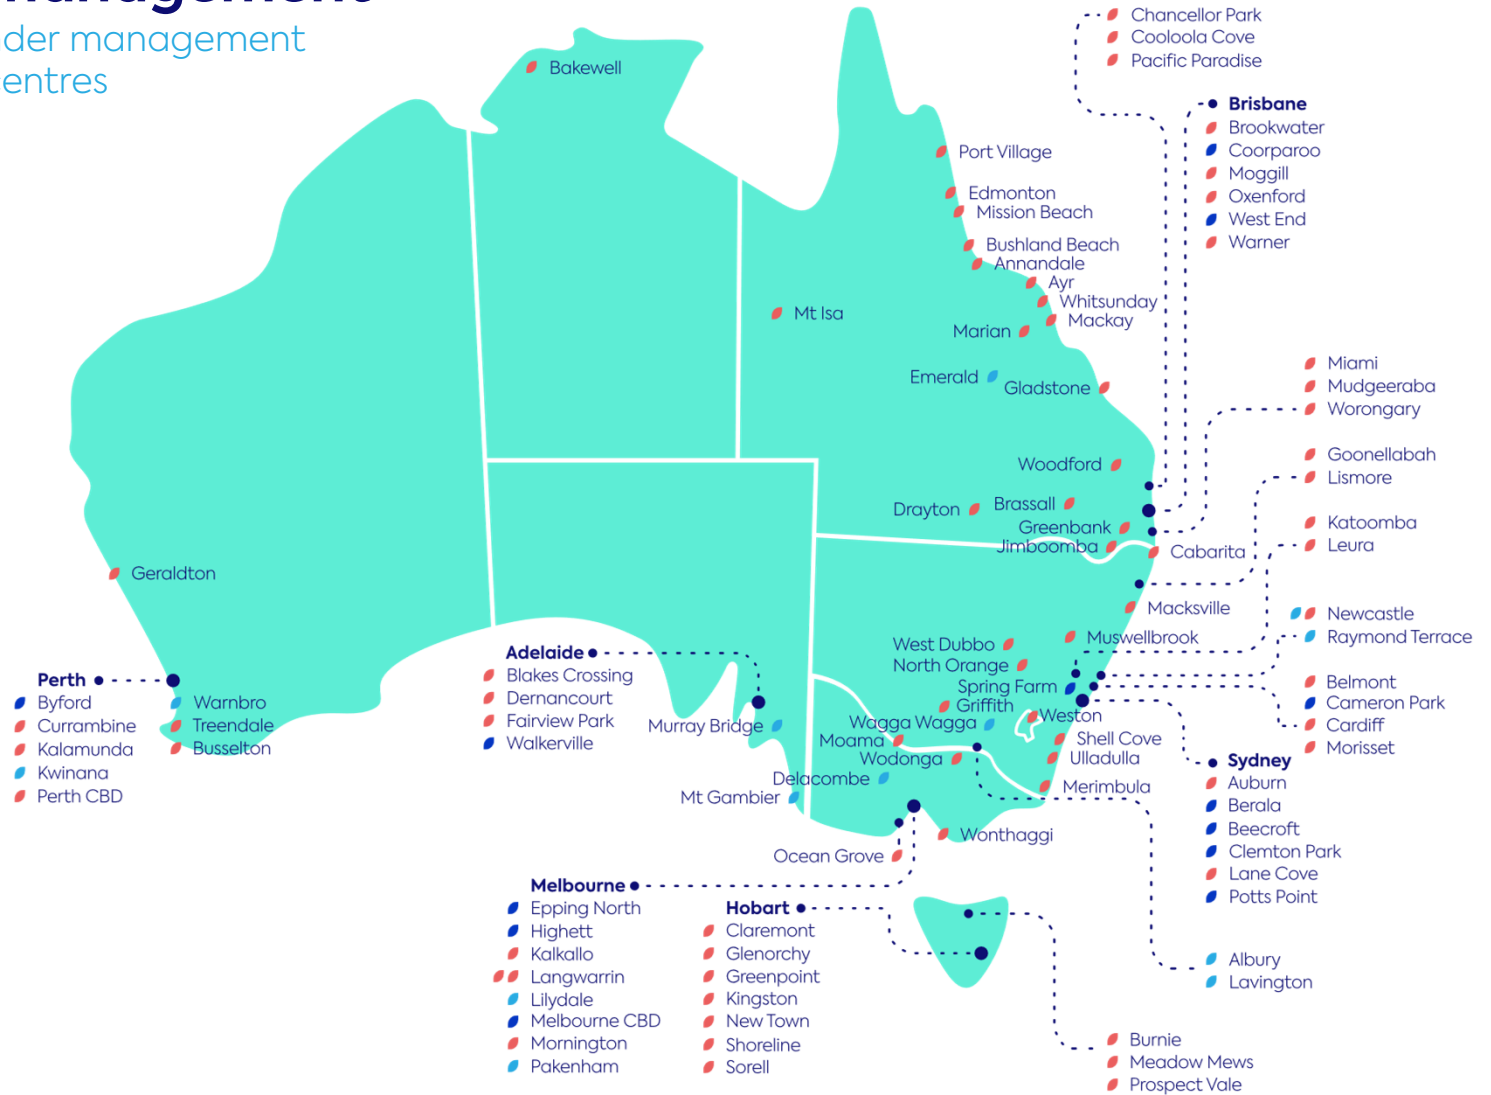 der management
entres
Bakewell
Chancellor Park
Cooloola Cove
Pacific Paradise
Brisbane
Brookwater
Coorparoo
Moggill
Oxenford
West End
Warner
Port Village
Edmonton
Mission Beach
Bushland Beach
Annandale
Ayr
Whitsunday
Mackay
Marian
Mt Isa
Emerald
Gladstone
Miami
Mudgeeraba
Worongary
Goonellabah
Lismore
Katoomba
Leura
Woodford
Drayton
Brassall
Greenbank
Jimboomba
Cabarita
Geraldton
Macksville
Newcastle
Raymond Terrace
West Dubbo
Muswellbrook
North Orange
Spring Farm
Griffith
Weston
Wagga Wagga
Moama
Wodonga
Shell Cove
Ulladulla
Merimbula
Belmont
Cameron Park
Cardiff
Morisset
Perth
Byford
Currambine
Kalamunda
Kwinana
Perth CBD
Warnbro
Treendale
Busselton
Adelaide
Blakes Crossing
Dernancourt
Fairview Park
Walkerville
Murray Bridge
Delacombe
Mt Gambier
Wonthaggi
Ocean Grove
Sydney
Auburn
Berala
Beecroft
Clemton Park
Lane Cove
Potts Point
Melbourne
Epping North
Highett
Kalkallo
Langwarrin
Lilydale
Melbourne CBD
Mornington
Pakenham
Hobart
Claremont
Glenorchy
Greenpoint
Kingston
New Town
Shoreline
Sorell
Albury
Lavington
Burnie
Meadow Mews
Prospect Vale